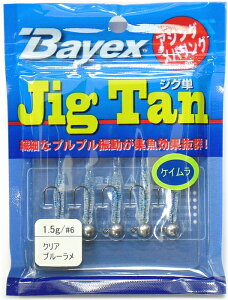 Bayex
アジング
メバリング
Jig Tan
ジグ単
繊細なプルプル振動が集魚効果抜群!
ケイムラ
1.5g/#6
クリア
ブルーラメ